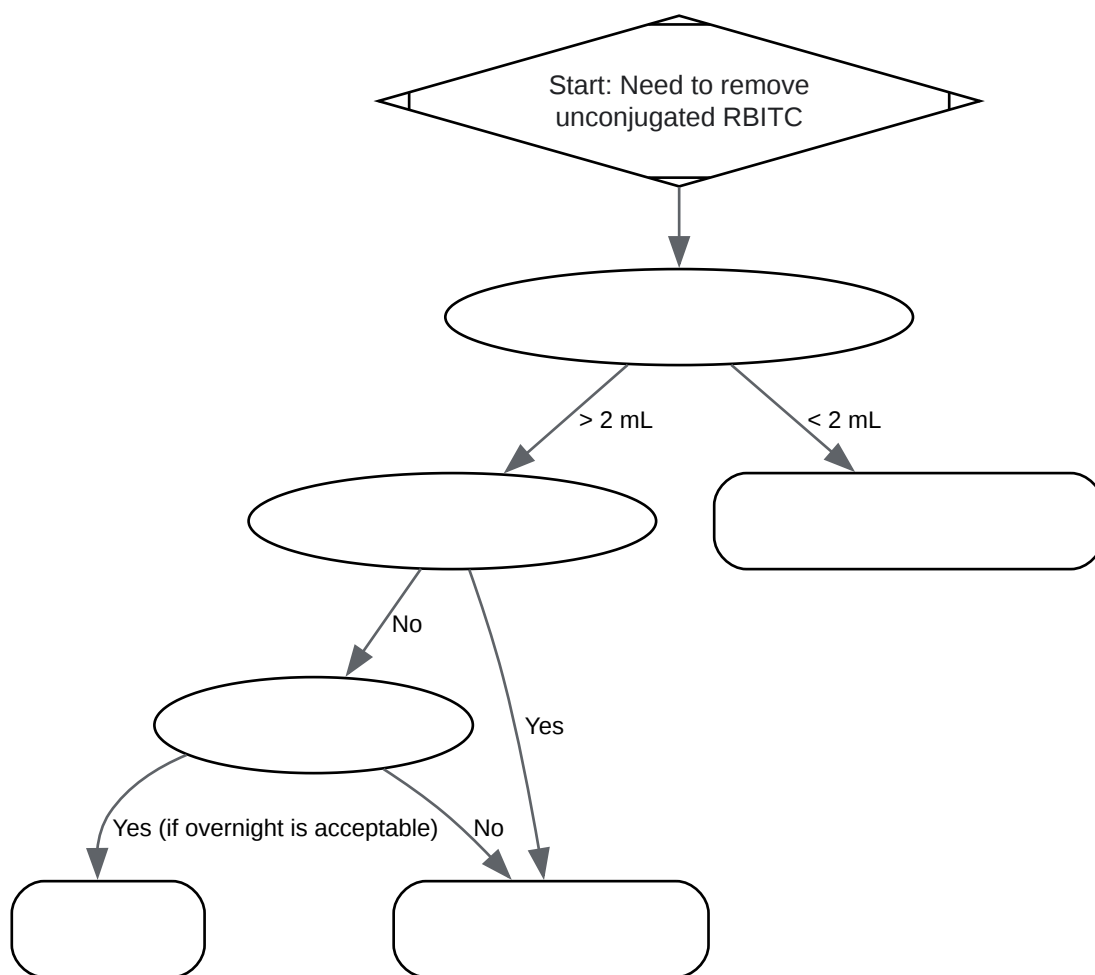 Start: Need to remove
unconjugated RBITC
> 2 mL
< 2 mL
No
Yes
Yes (if overnight is acceptable)
No